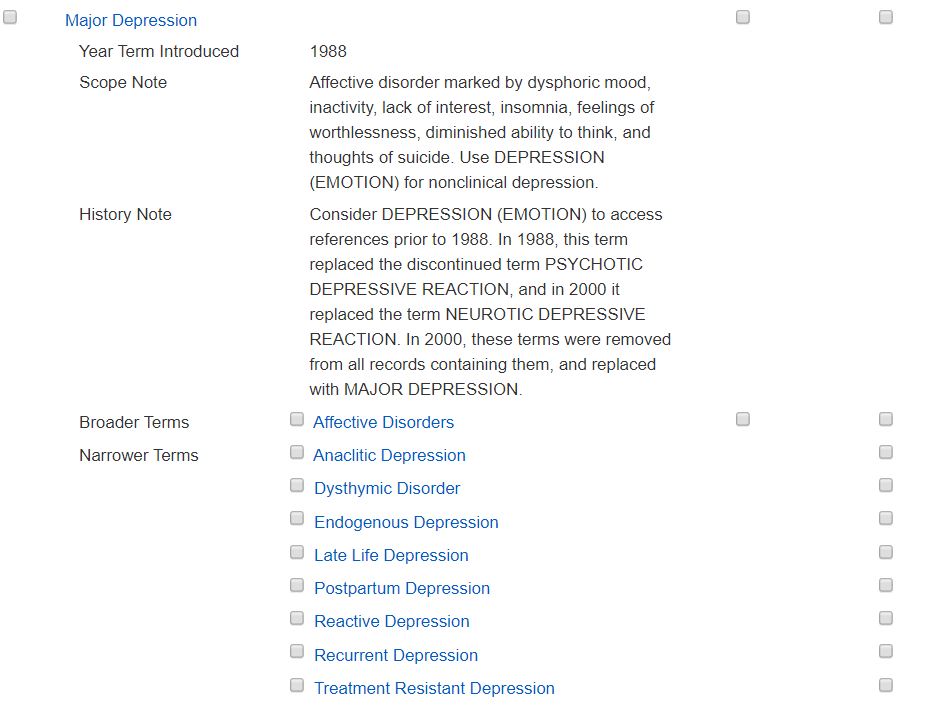 Major Depression
Year Term Introduced 1988
Scope Note Affective disorder marked by dysphoric mood,
inactivity, lack of interest, insomnia, feelings of
worthlessness, diminished ability to think, and
thoughts of suicide. Use DEPRESSION
(EMOTION) for nonclinical depression.
History Note Consider DEPRESSION (EMOTION) to access
references prior to 1988. In 1988, this term
replaced the discontinued term PSYCHOTIC
DEPRESSIVE REACTION, and in 2000 it
replaced the term NEUROTIC DEPRESSIVE
REACTION. In 2000, these terms were removed
from all records containing them, and replaced
with MAJOR DEPRESSION.
Broader Terms Affective Disorders
Narrower Terms Anaclitic Depression
Dysthymic Disorder
Endogenous Depression
Late Life Depression
Postpartum Depression
Reactive Depression
Recurrent Depression
Treatment Resistant Depression